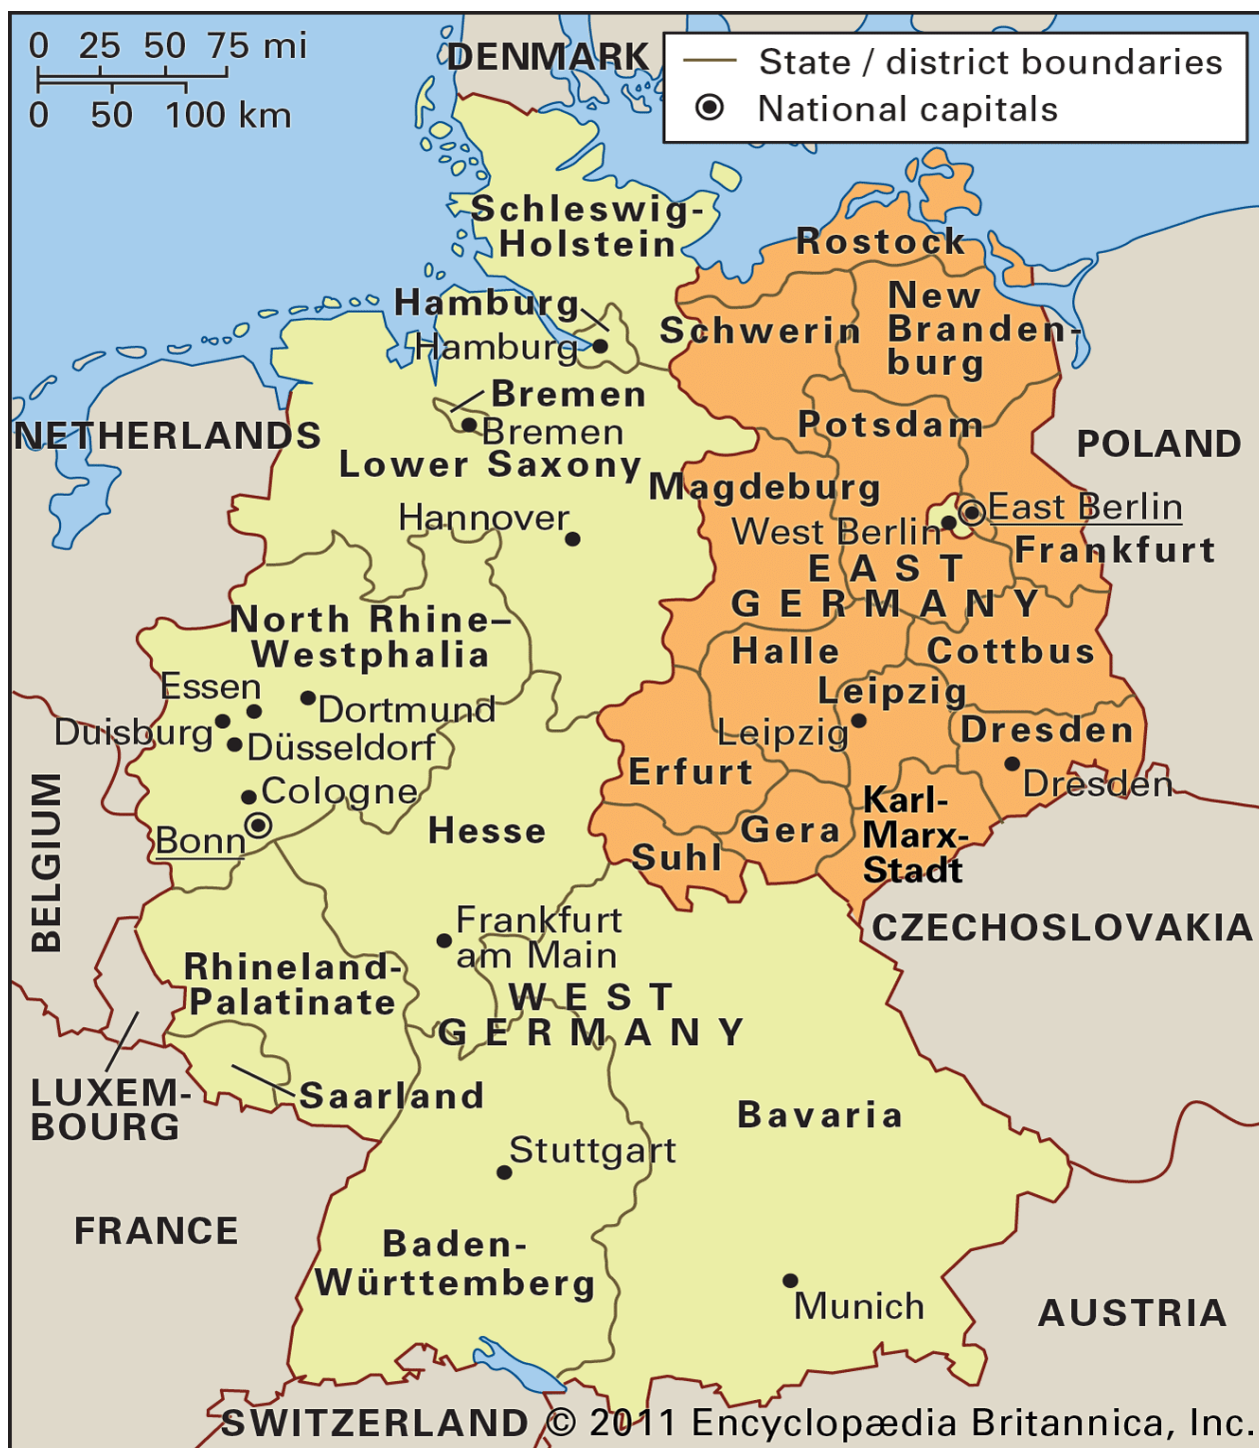 0 25 50 75 mi
0 50 100 km
DENMARK
State / district boundaries
National capitals
Schleswig-
Holstein
Rostock
Hamburg
Hamburg
Schwerin
New
Branden-
burg
Bremen
Bremen
NETHERLANDS
Potsdam
POLAND
Lower Saxony
Magdeburg
Hannover
East Berlin
West Berlin
Frankfurt
EAST
GERMANY
North Rhine–
Westphalia
Halle
Cottbus
Essen
Leipzig
Dortmund
Duisburg
Leipzig
Dresden
Düsseldorf
Erfurt
Dresden
Cologne
Karl-
Marx-
Stadt
BELGIUM
Bonn
Hesse
Gera
Suhl
Frankfurt
am Main
CZECHOSLOVAKIA
Rhineland-
Palatinate
WEST
GERMANY
LUXEM-
BOURG
Saarland
Bavaria
Stuttgart
FRANCE
Baden-
Württemberg
Munich
AUSTRIA
SWITZERLAND
© 2011 Encyclopædia Britannica, Inc.